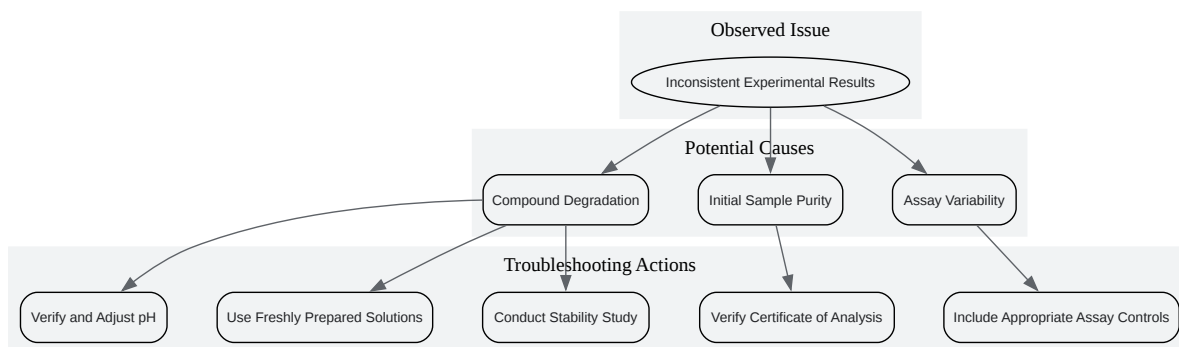 Observed Issue
Inconsistent Experimental Results
Potential Causes
Compound Degradation
Initial Sample Purity
Assay Variability
Troubleshooting Actions
Verify and Adjust pH
Use Freshly Prepared Solutions
Conduct Stability Study
Verify Certificate of Analysis
Include Appropriate Assay Controls